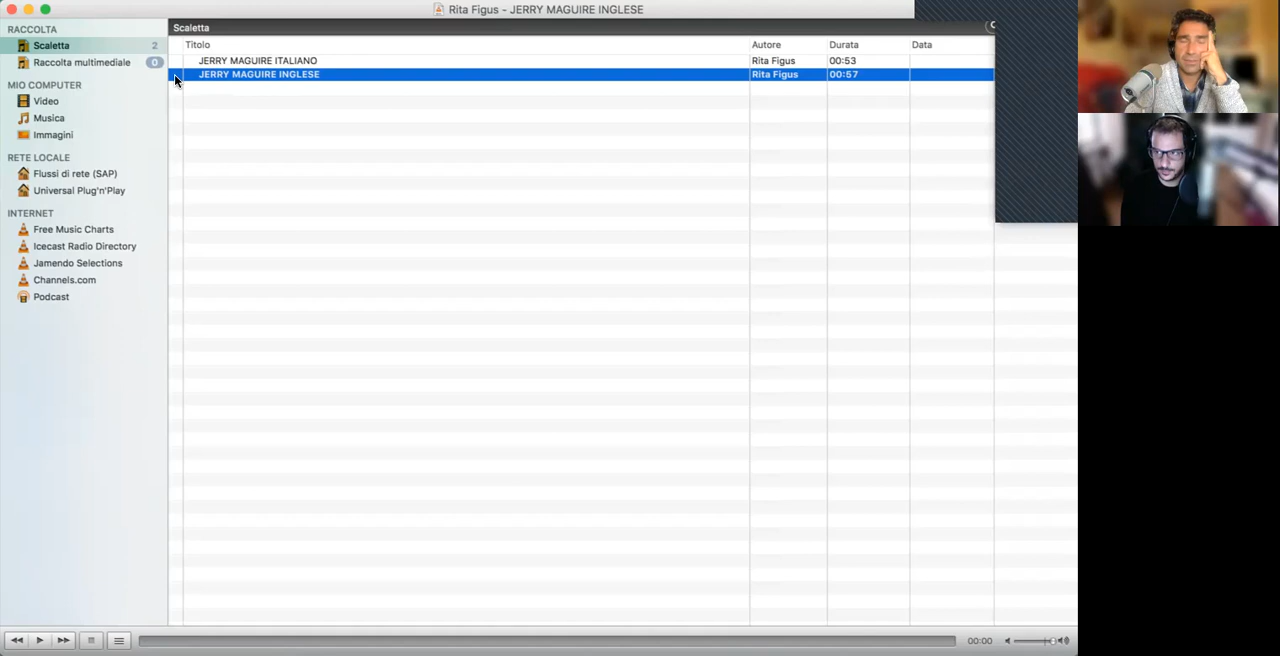 Rita Figus - JERRY MAGUIRE INGLESE
RACCOLTA
Scaletta 2
Raccolta multimediale 0
MIO COMPUTER
Video
Musica
Immagini
RETE LOCALE
Flussi di rete (SAP)
Universal Plug'n'Play
INTERNET
Free Music Charts
Icecast Radio Directory
Jamendo Selections
Channels.com
Podcast
Scaletta
Titolo Autore Durata Data
JERRY MAGUIRE ITALIANO Rita Figus 00:53
JERRY MAGUIRE INGLESE Rita Figus 00:57
00:00